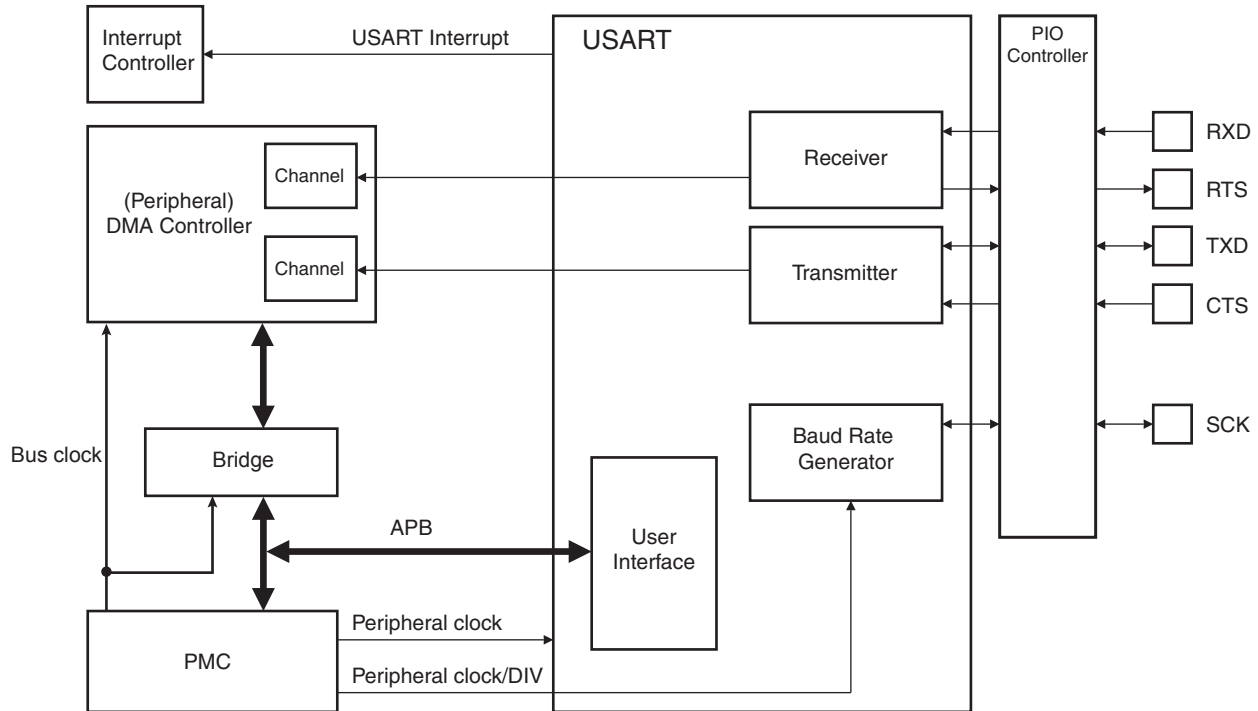 Interrupt
Controller
USART Interrupt
USART
PIO
Controller
(Peripheral)
DMA Controller
Channel
Channel
Receiver
Transmitter
RXD
RTS
TXD
CTS
SCK
Baud Rate
Generator
Bus clock
Bridge
APB
User
Interface
PMC
Peripheral clock
Peripheral clock/DIV